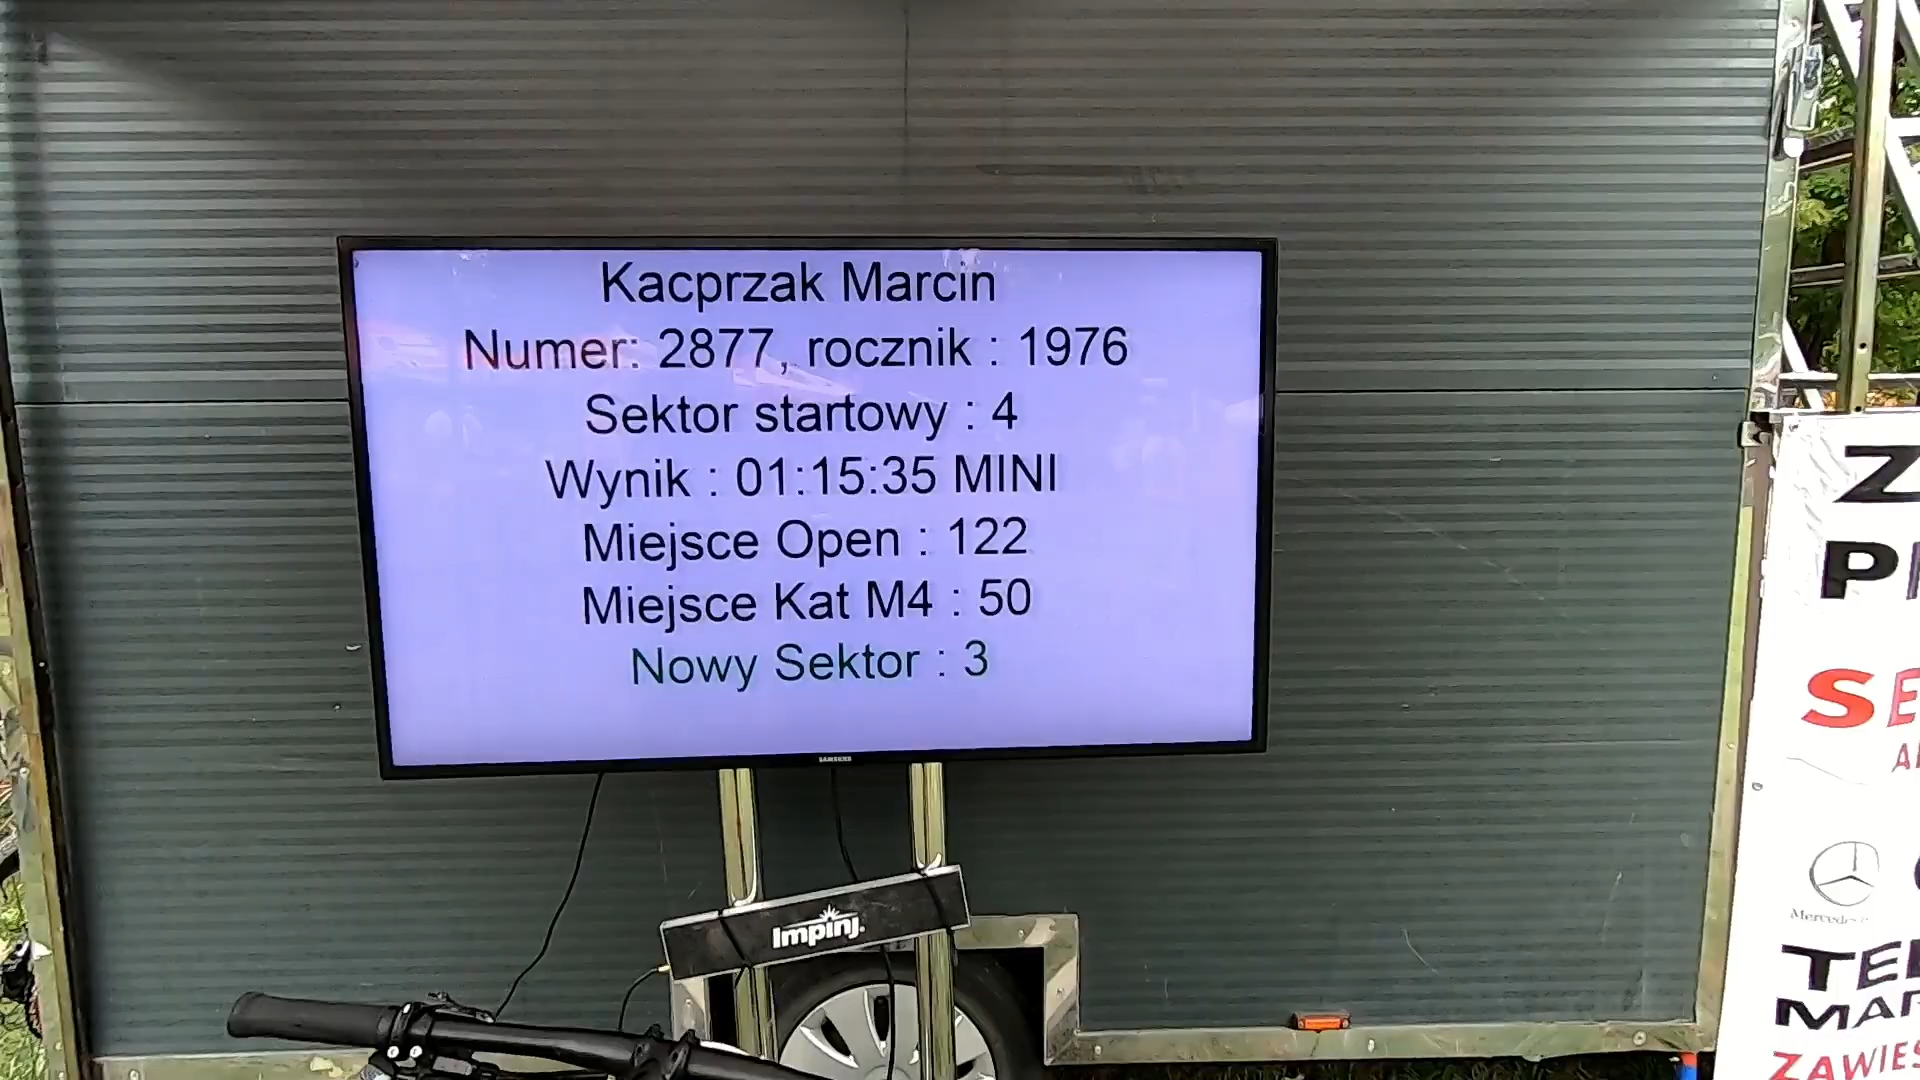 Kacprzak Marcin
Numer: 2877, rocznik : 1976
Sektor startowy : 4
Wynik : 01:15:35 MINI
Miejsce Open : 122
Miejsce Kat M4 : 50
Nowy Sektor : 3
SAMSUNG
Impinj.